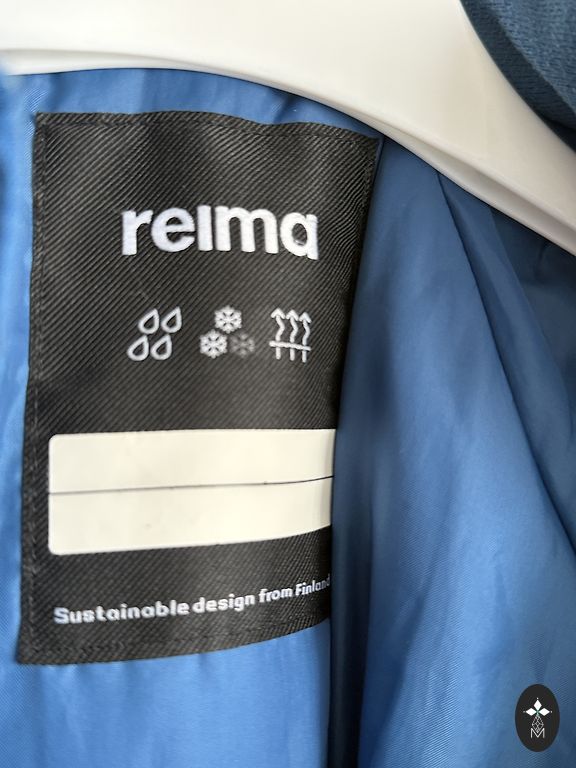 reima
Sustainable design from Finland
M